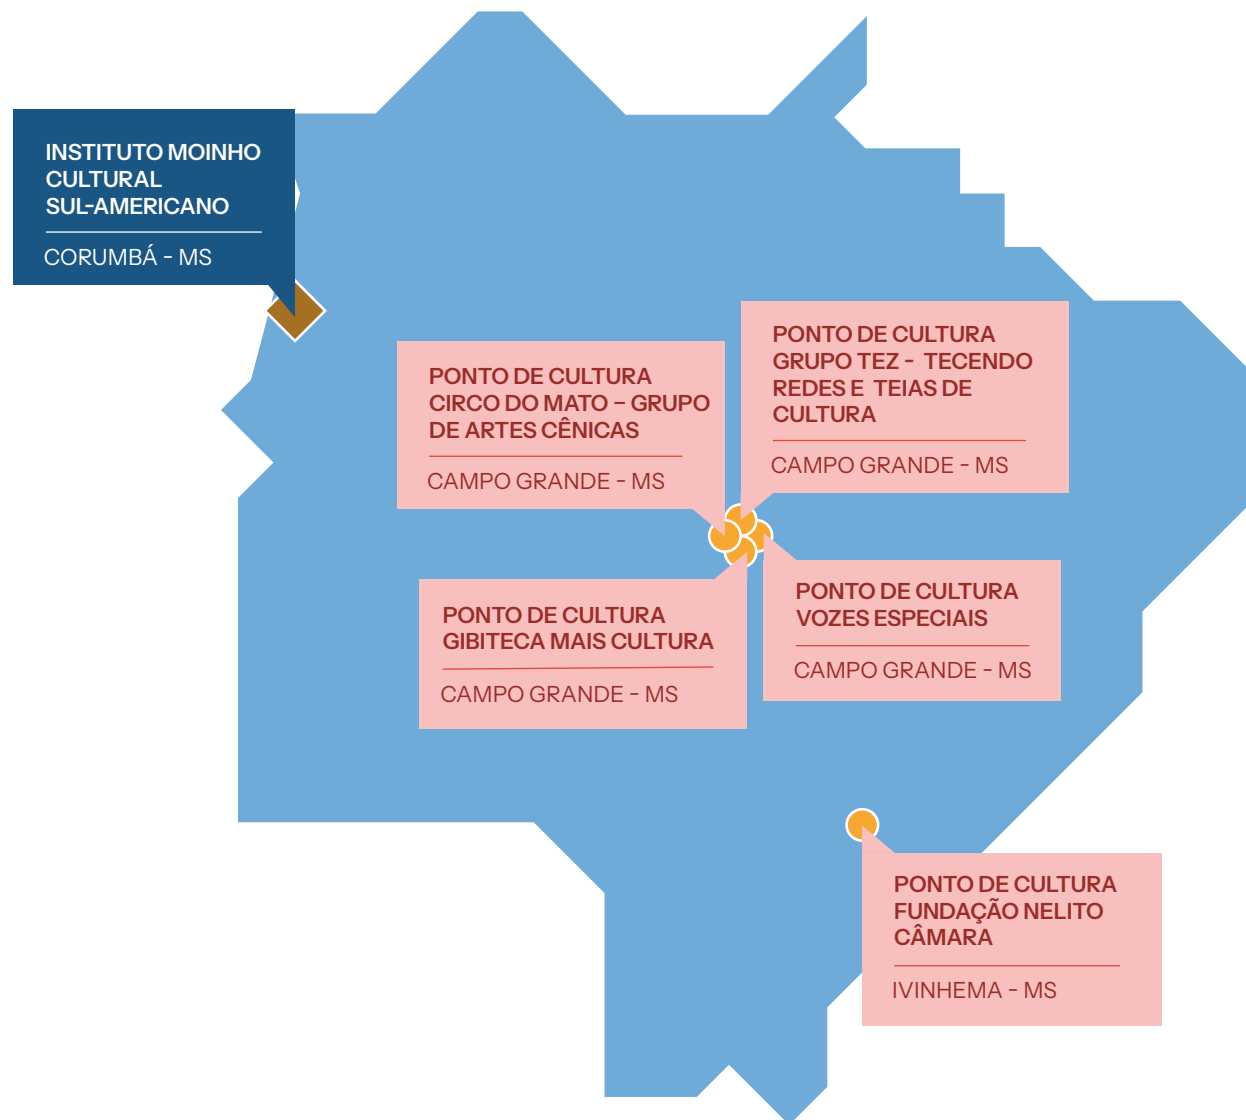 INSTITUTO MOINHO
CULTURAL
SUL-AMERICANO
CORUMBÁ - MS
PONTO DE CULTURA
CIRCO DO MATO – GRUPO
DE ARTES CÊNICAS
CAMPO GRANDE - MS
PONTO DE CULTURA
GRUPO TEZ - TECENDO
REDES E TEIAS DE
CULTURA
CAMPO GRANDE - MS
PONTO DE CULTURA
GIBITECA MAIS CULTURA
CAMPO GRANDE - MS
PONTO DE CULTURA
VOZES ESPECIAIS
CAMPO GRANDE - MS
PONTO DE CULTURA
FUNDAÇÃO NELITO
CÂMARA
IVINHEMA - MS